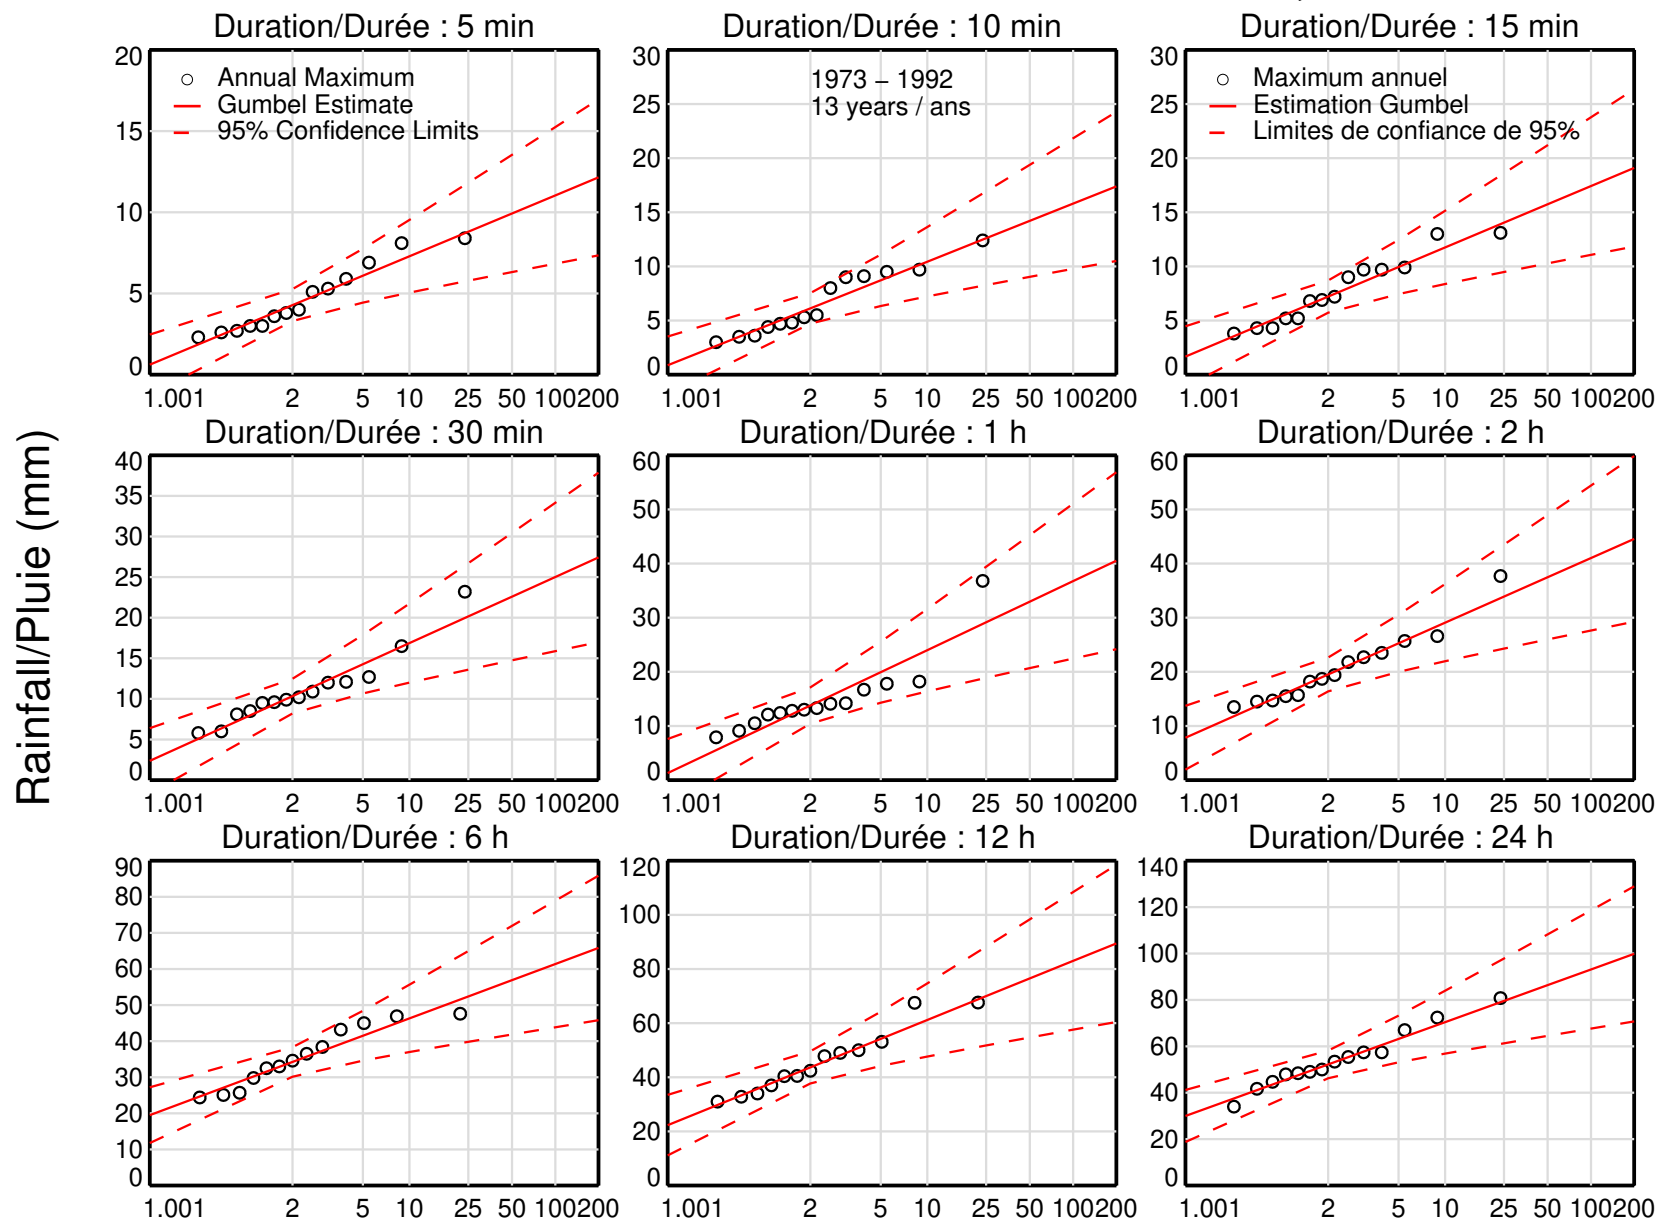 Duration/Durée : 5 min
20
15
10
5
0
Annual Maximum
Gumbel Estimate
95% Confidence Limits
1.001 2 5 10 25 50 100200
Duration/Durée : 10 min
30
25
20
15
10
5
0
1973 – 1992
13 years / ans
1.001 2 5 10 25 50 100200
Duration/Durée : 15 min
30
25
20
15
10
5
0
Maximum annuel
Estimation Gumbel
Limites de confiance de 95%
1.001 2 5 10 25 50 100200
Rainfall/Pluie (mm)
Duration/Durée : 30 min
40
35
30
25
20
15
10
5
0
1.001 2 5 10 25 50 100200
Duration/Durée : 1 h
60
50
40
30
20
10
0
1.001 2 5 10 25 50 100200
Duration/Durée : 2 h
60
50
40
30
20
10
0
1.001 2 5 10 25 50 100200
Duration/Durée : 6 h
90
80
70
60
50
40
30
20
10
0
1.001 2 5 10 25 50 100200
Duration/Durée : 12 h
120
100
80
60
40
20
0
1.001 2 5 10 25 50 100200
Duration/Durée : 24 h
140
120
100
80
60
40
20
0
1.001 2 5 10 25 50 100200